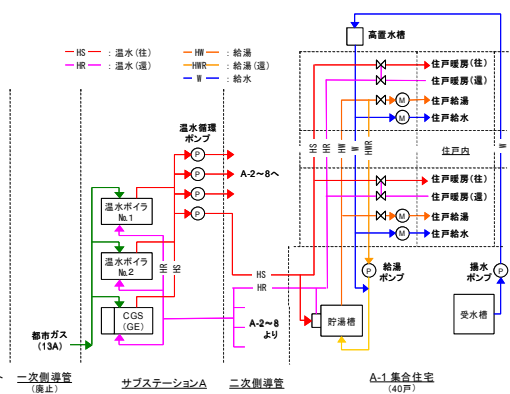 HS : 温水(往)
HR : 温水(還)
HW : 給湯
HWR : 給湯(還)
W : 給水
高置水槽
住戸暖房(往)
住戸暖房(還)
M 住戸給湯
M 住戸給水
住戸内
HS
HR
HW
W
HWR
W
住戸暖房(往)
住戸暖房(還)
M 住戸給湯
M 住戸給水
温水循環
ポンプ
P
P
A-2~8へ
P
P
温水ボイラ
No.1
温水ボイラ
No.2
CGS
(GE)
HR
HS
HS
HR
A-2~8
より
都市ガス
(13A)
P
給湯
ポンプ
揚水
ポンプ
P
貯湯槽
受水槽
一次側導管
(廃止)
サブステーションA
二次側導管
A-1 集合住宅
(40戸)